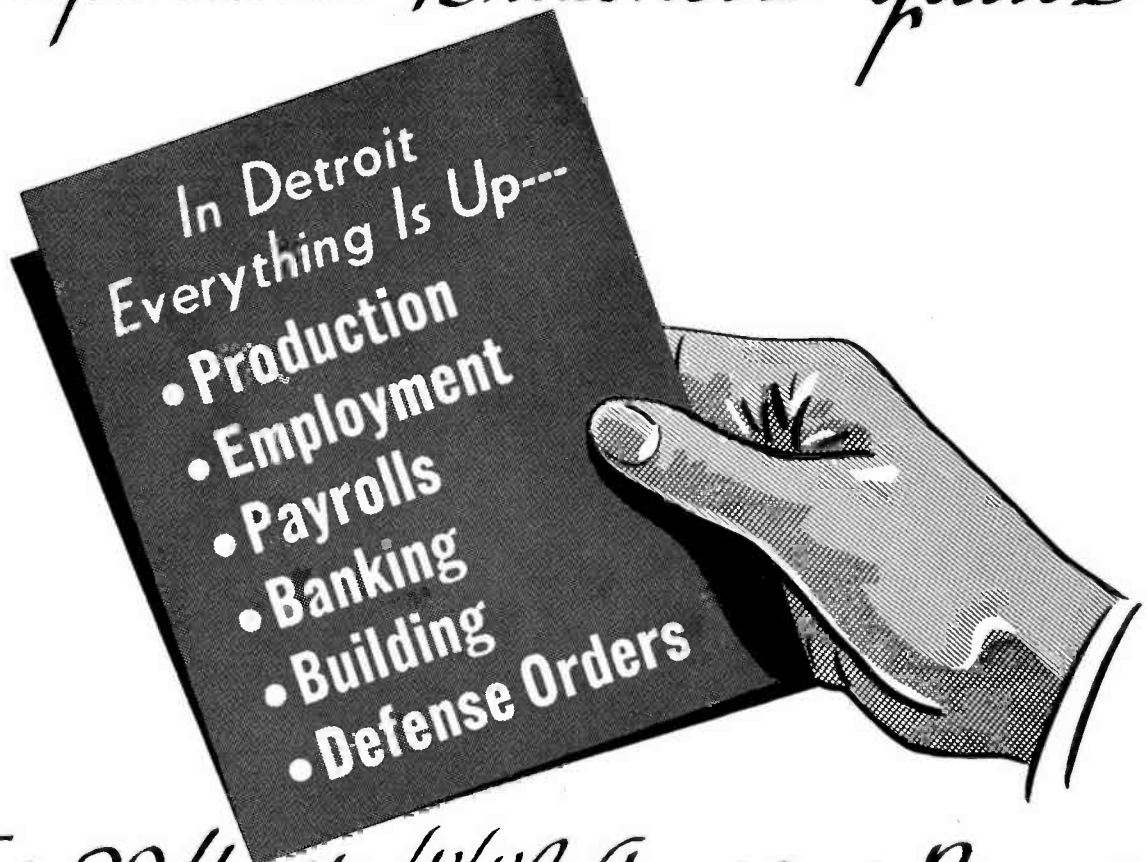 In Detroit
Everything Is Up---
• Production
• Employment
• Payrolls
• Banking
• Building
• Defense Orders